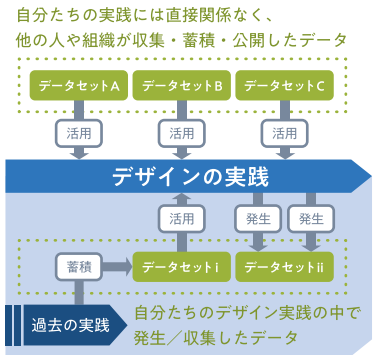 自分たちの実践には直接関係なく、
他の人や組織が収集・蓄積・公開したデータ
データセットA
データセットB
データセットC
活用
活用
活用
デザインの実践
活用
発生
発生
蓄積
データセットi
データセットii
過去の実践
自分たちのデザイン実践の中で
発生／収集したデータ